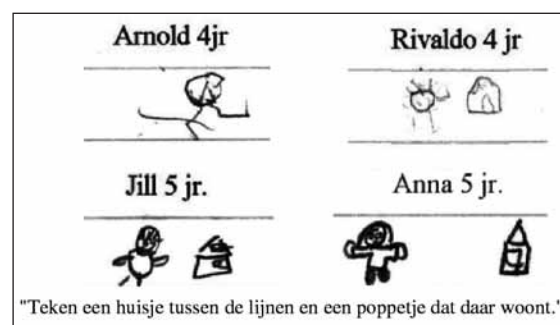 Arnold 4jr
Rivaldo 4 jr
Jill 5 jr.
Anna 5 jr.
"Teken een huisje tussen de lijnen en een poppetje dat daar woont."